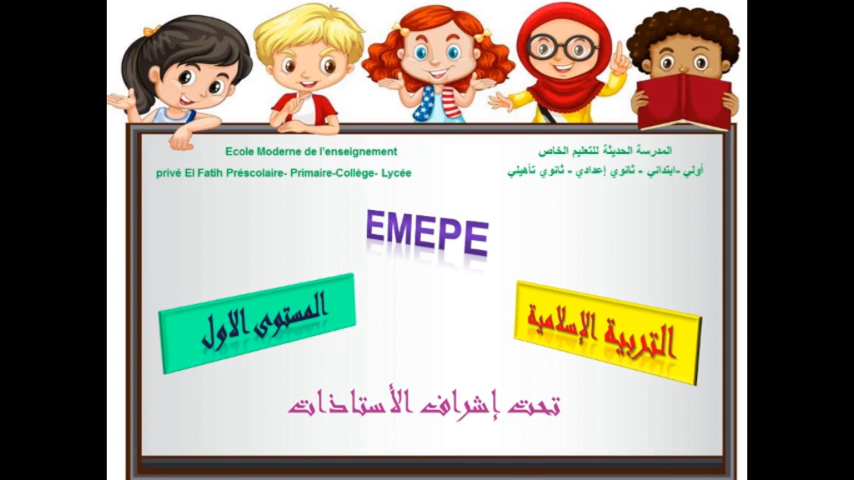 Ecole Moderne de l'enseignement
privé El Fatih Préscolaire- Primaire-Collège- Lycée
المدرسة الحديثة للتعليم الخاص
أولي -ابتدائي - ثانوي إعدادي - ثانوي تأهيلي
EMEPE
التربية الإسلامية
المستوى الاول
تحت إشراف الأستاذات